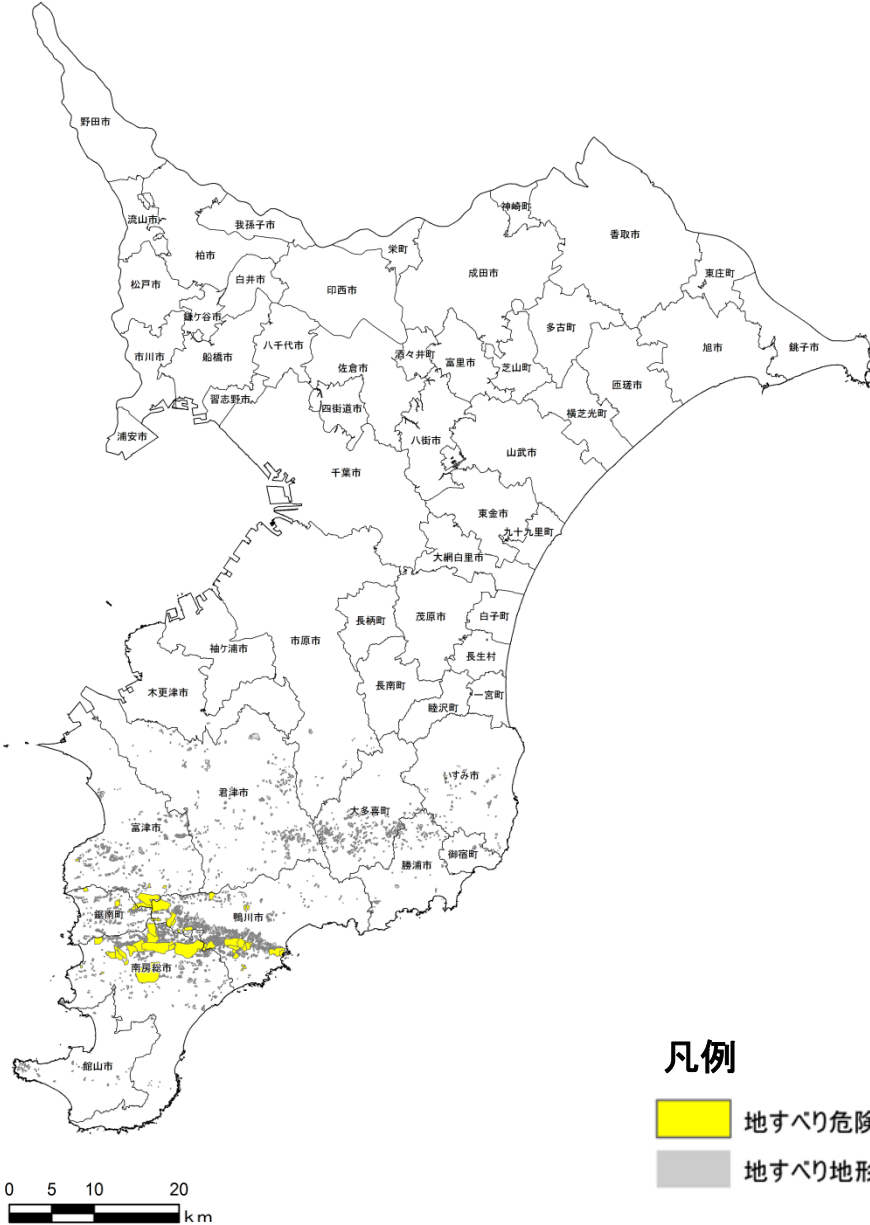 野田市
流山市
我孫子市
柏市
神崎町
香取市
栄町
成田市
東庄町
松戸市
白井市
印西市
鎌ケ谷市
多古町
市川市
船橋市
八千代市
佐倉市
酒々井町
富里市
芝山町
旭市
銚子市
匝瑳市
習志野市
四街道市
横芝光町
浦安市
八街市
山武市
千葉市
東金市
九十九里町
大網白里市
長柄町
茂原市
白子町
市原市
袖ケ浦市
長生村
木更津市
長南町
睦沢町
一宮町
いすみ市
君津市
大多喜町
富津市
勝浦市
御宿町
鋸南町
鴨川市
南房総市
館山市
凡例
地すべり危険
地すべり地形
0 5 10 20
km